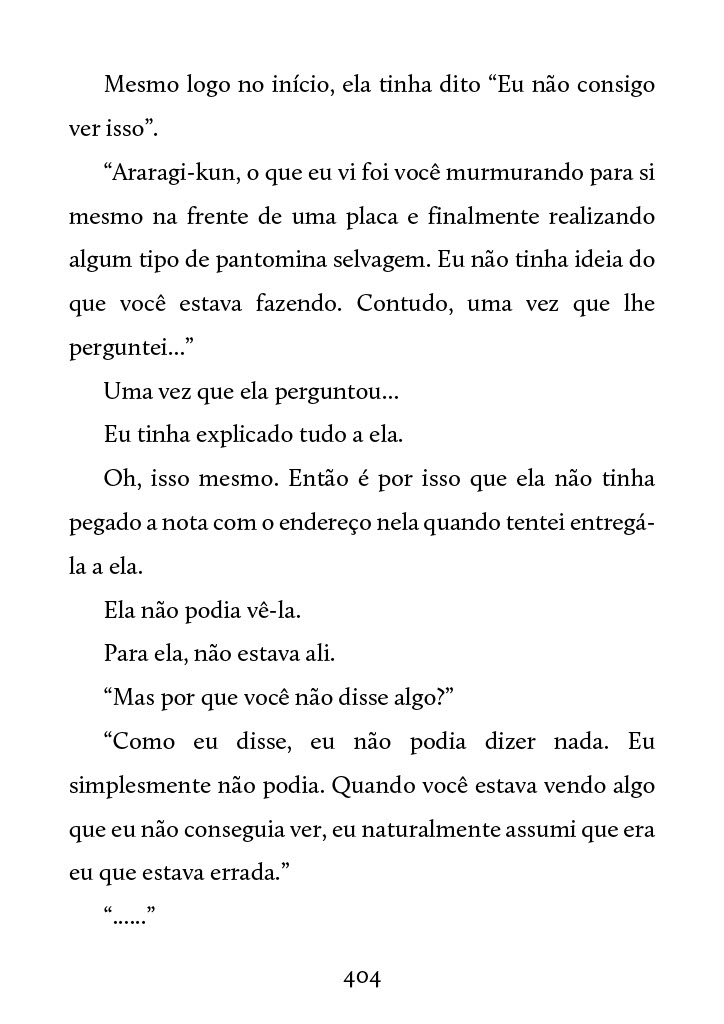 Mesmo logo no início, ela tinha dito “Eu não consigo
ver isso”.
“Araragi-kun, o que eu vi foi você murmurando para si
mesmo na frente de uma placa e finalmente realizando
algum tipo de pantomina selvagem. Eu não tinha ideia do
que você estava fazendo. Contudo, uma vez que lhe
perguntei...”
Uma vez que ela perguntou...
Eu tinha explicado tudo a ela.
Oh, isso mesmo. Então é por isso que ela não tinha
pegado a nota com o endereço nela quando tentei entregá-
la a ela.
Ela não podia vê-la.
Para ela, não estava ali.
“Mas por que você não disse algo?”
“Como eu disse, eu não podia dizer nada. Eu
simplesmente não podia. Quando você estava vendo algo
que eu não conseguia ver, eu naturalmente assumi que era
eu que estava errada.”
“......”
404